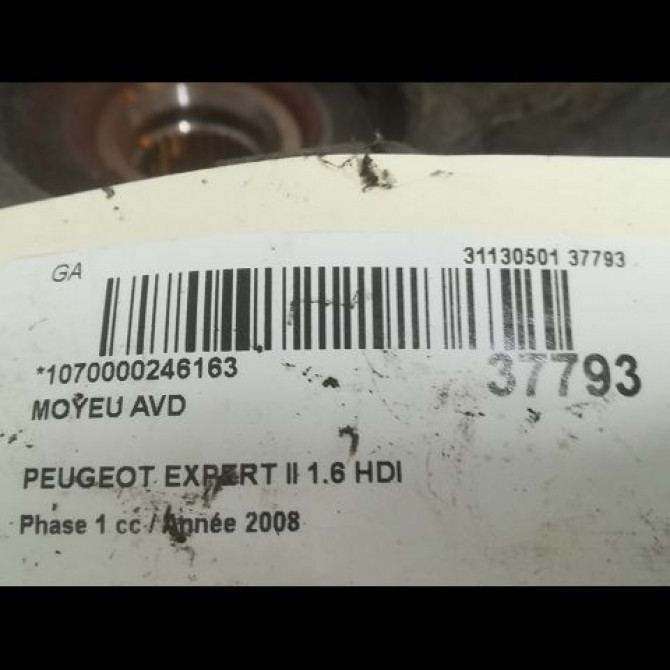 GA
31130501 37793
*1070000246163
37793
MOYEU AVD
PEUGEOT EXPERT II 1.6 HDI
Phase 1 cc / Année 2008